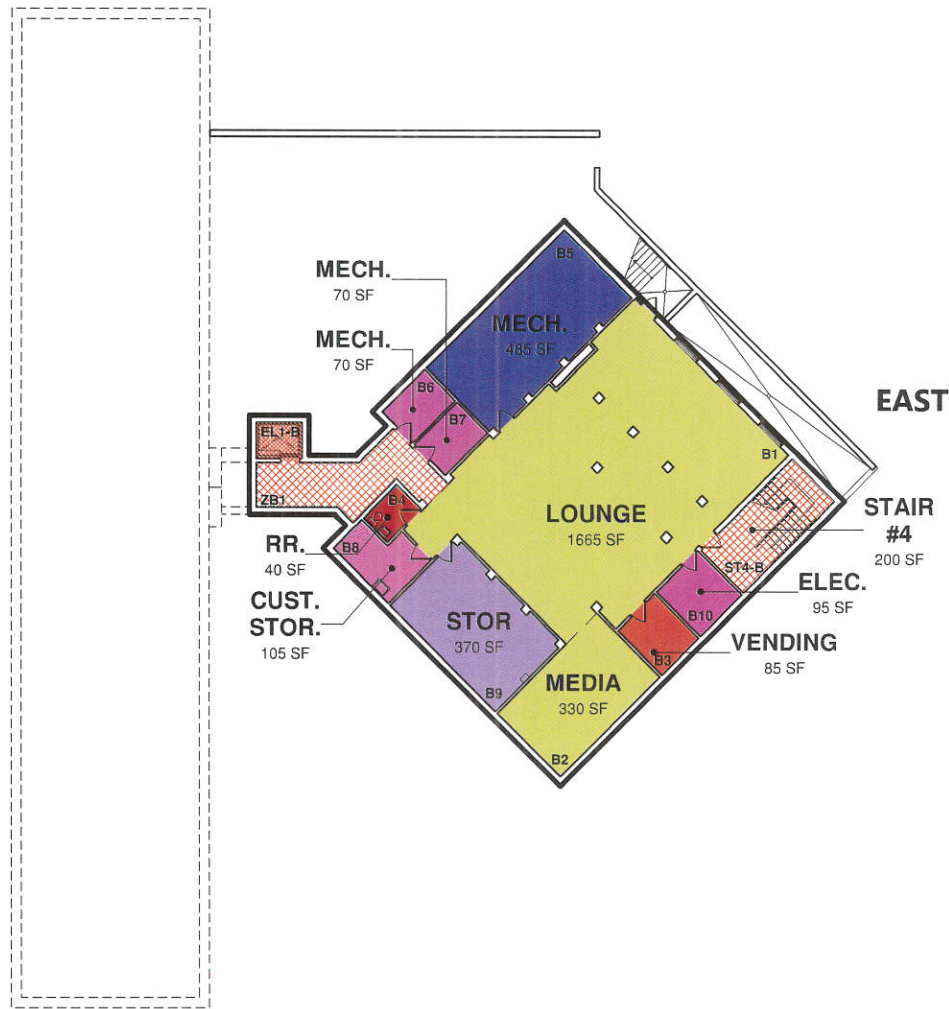 B5
MECH.
70 SF
MECH.
485 SF
MECH.
70 SF
B6
B7
EAST
EL1-B
B1
ZB1
B4
LOUNGE
1665 SF
STAIR
#4
200 SF
RR.
40 SF
B8
ST4-B
ELEC.
95 SF
CUST.
STOR.
105 SF
STOR
370 SF
B10
VENDING
85 SF
B3
MEDIA
330 SF
B9
B2